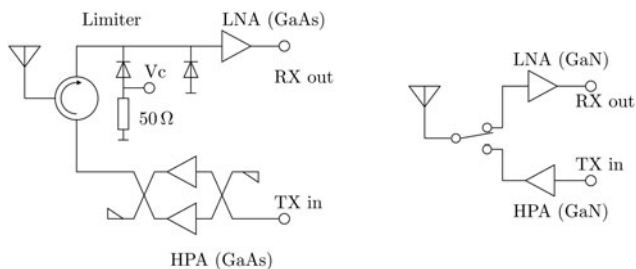 Limiter
LNA (GaAs)
Vc
RX out
50 Ω
TX in
HPA (GaAs)
LNA (GaN)
RX out
TX in
HPA (GaN)